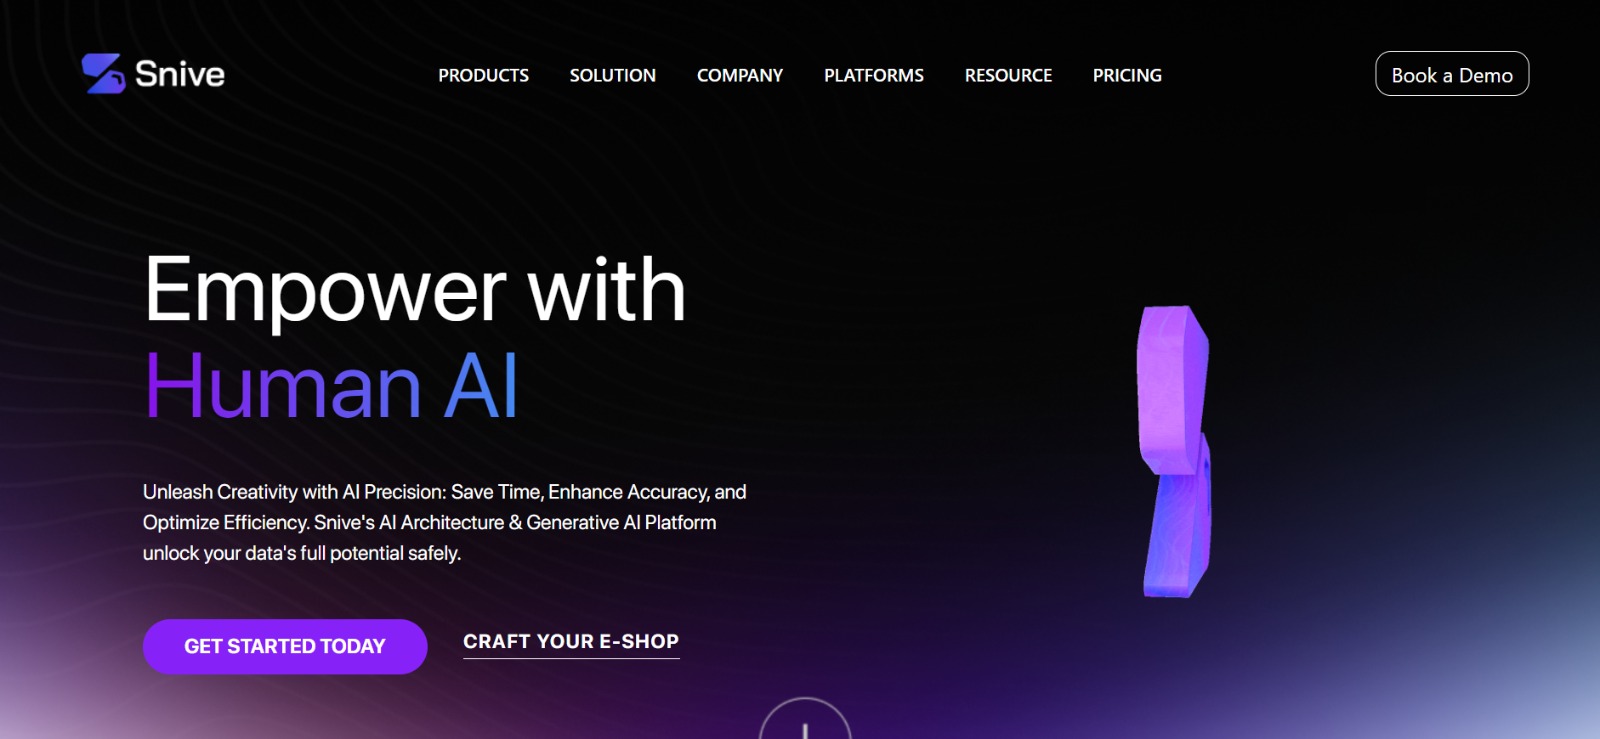 Snive
PRODUCTS SOLUTION COMPANY PLATFORMS RESOURCE PRICING
Book a Demo
Empower with
Human AI
Unleash Creativity with AI Precision: Save Time, Enhance Accuracy, and
Optimize Efficiency. Snive's AI Architecture & Generative AI Platform
unlock your data's full potential safely.
GET STARTED TODAY
CRAFT YOUR E-SHOP